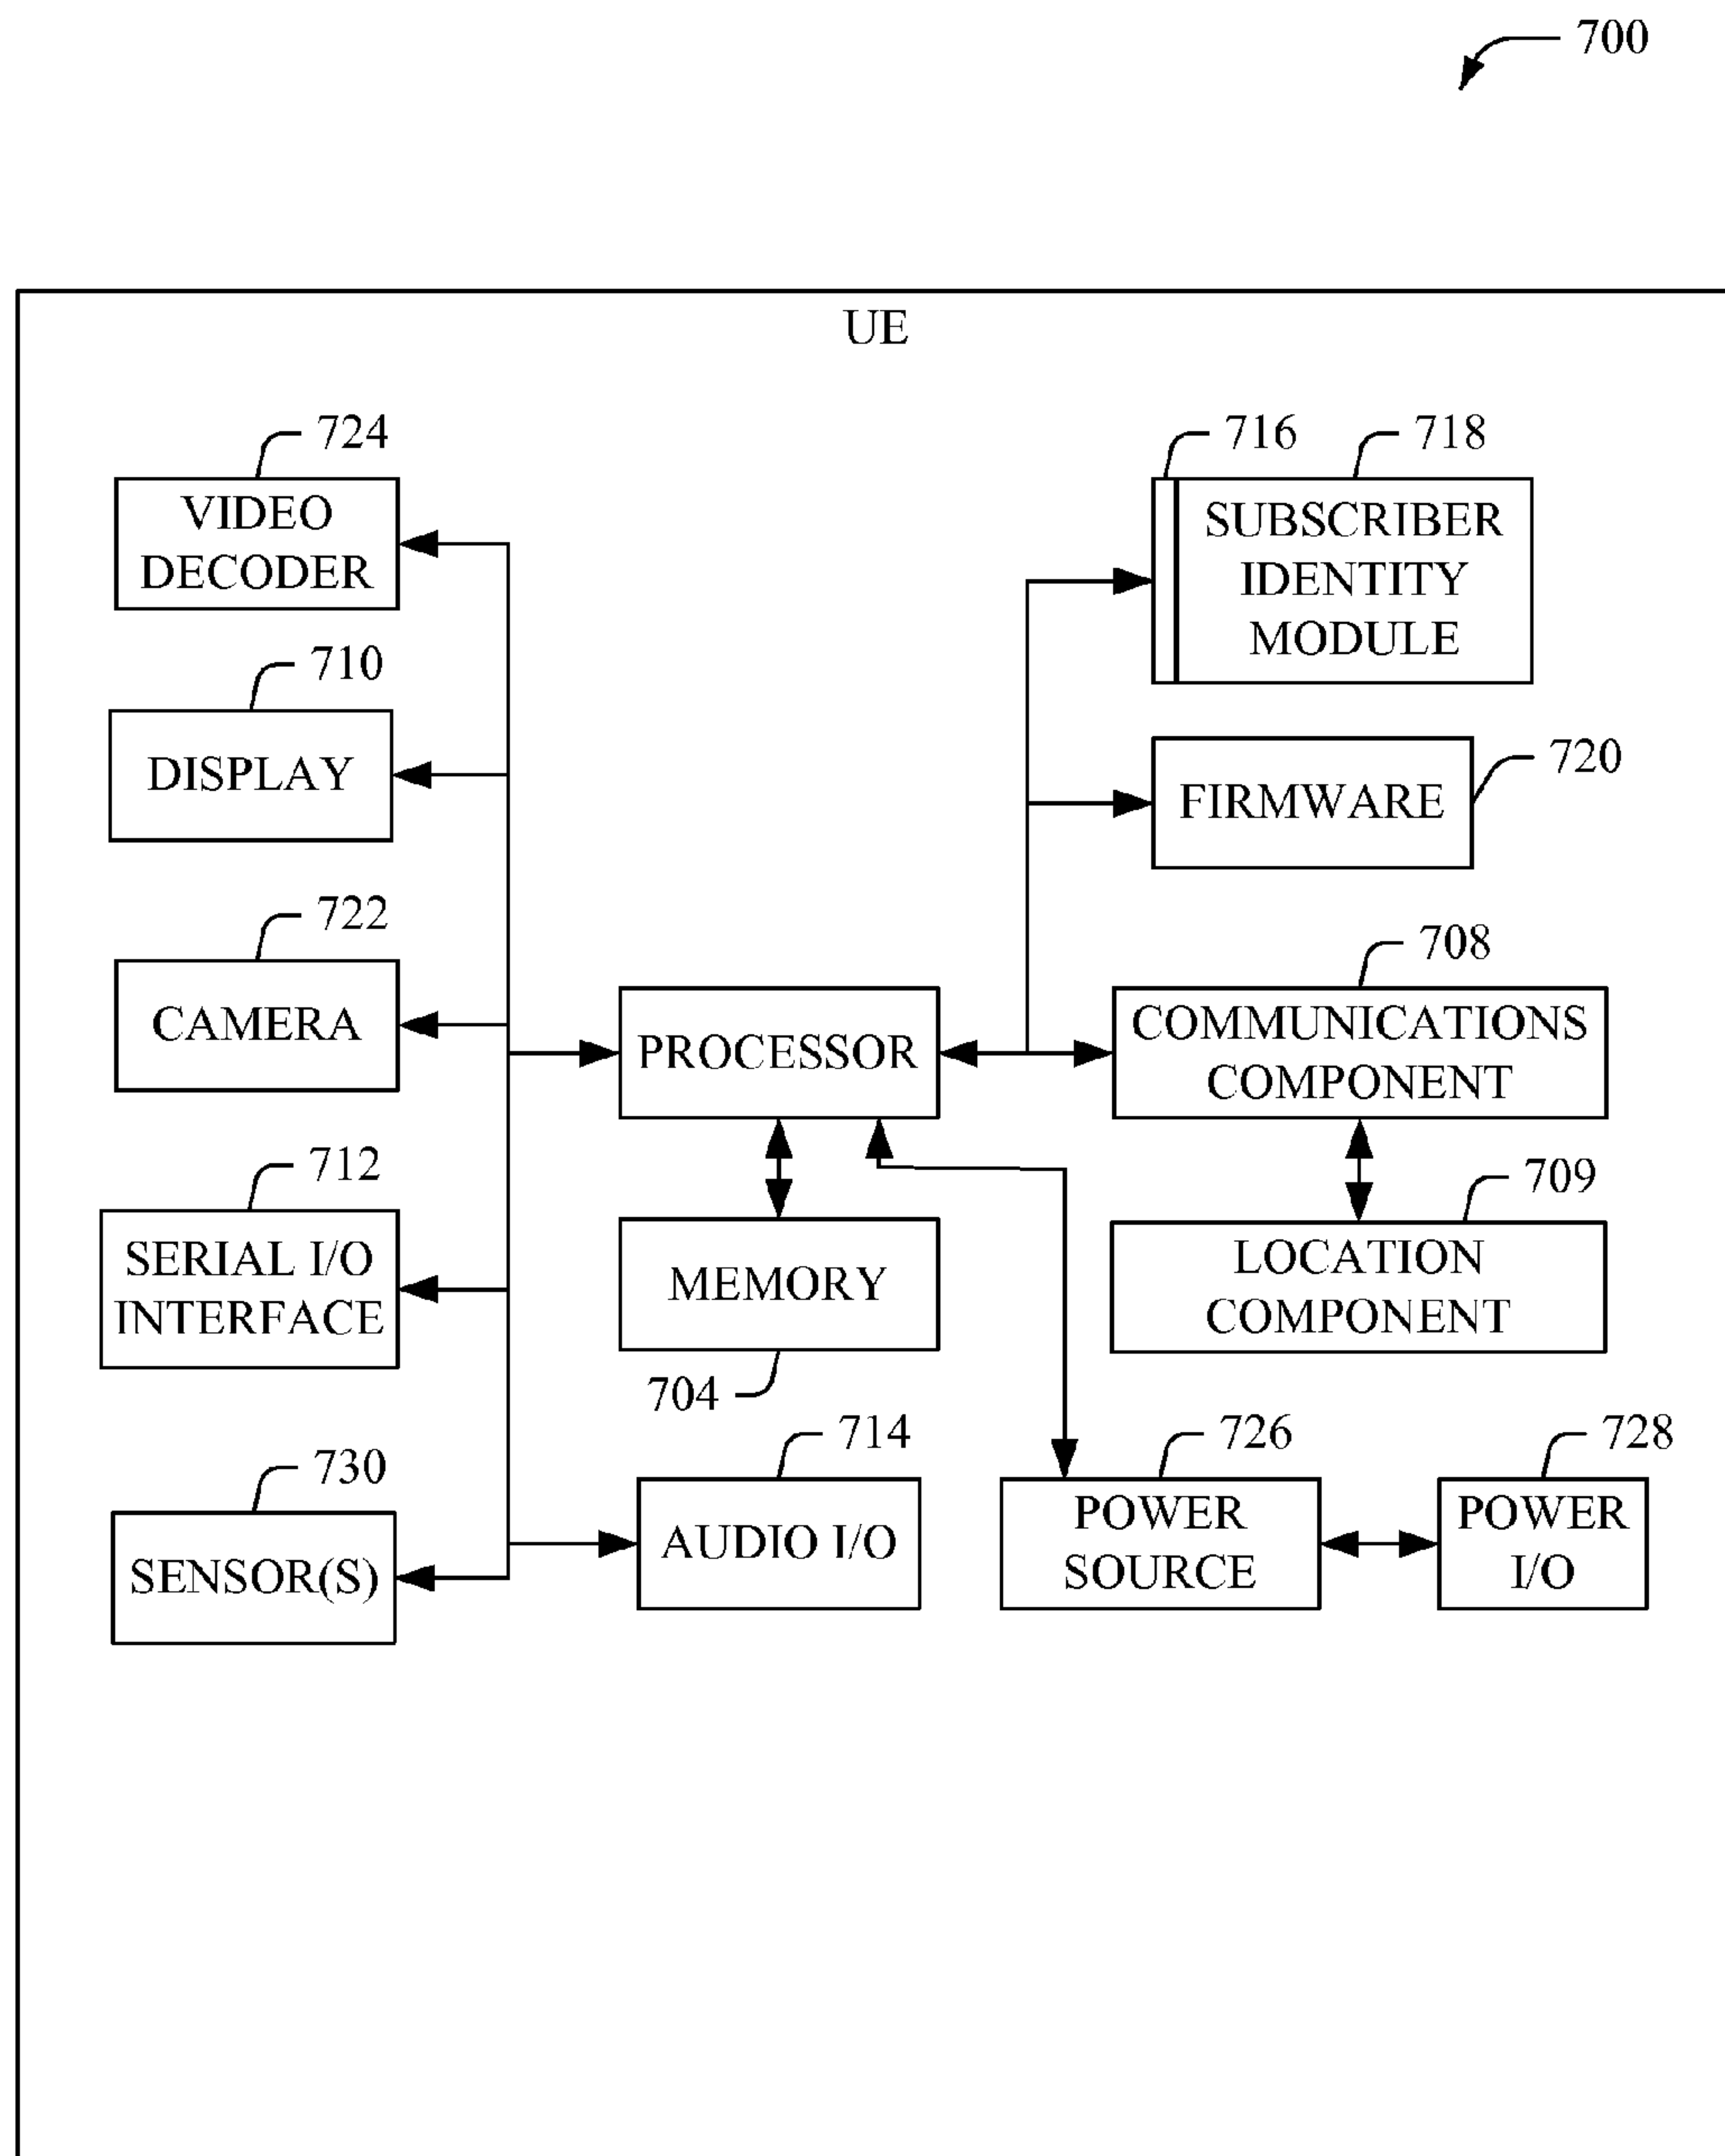 700
UE
724
VIDEO
DECODER
716
718
SUBSCRIBER
IDENTITY
MODULE
710
DISPLAY
720
FIRMWARE
722
CAMERA
708
COMMUNICATIONS
COMPONENT
PROCESSOR
712
SERIAL I/O
INTERFACE
709
LOCATION
COMPONENT
MEMORY
704
730
SENSOR(S)
714
AUDIO I/O
726
POWER
SOURCE
728
POWER
I/O